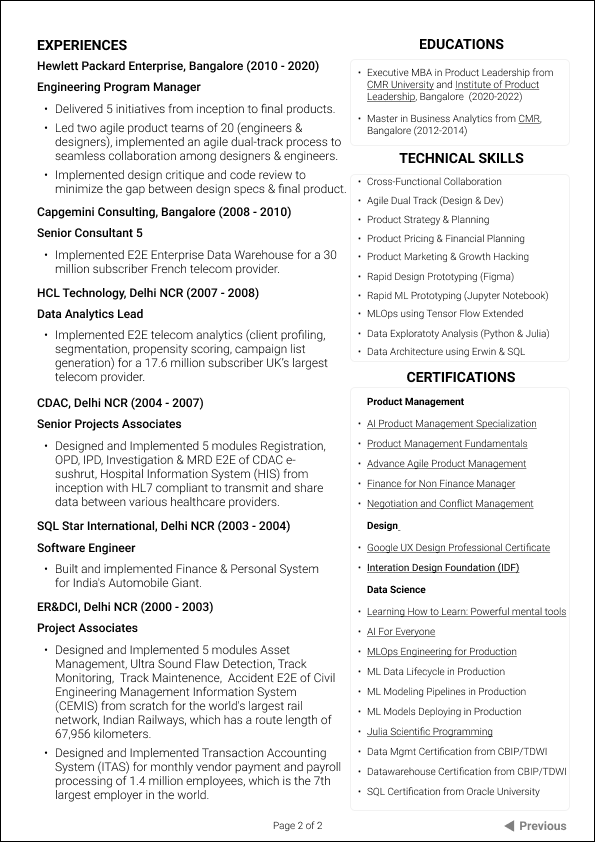 EXPERIENCES
Hewlett Packard Enterprise, Bangalore (2010 - 2020)
Engineering Program Manager
• Delivered 5 initiatives from inception to final products.
• Led two agile product teams of 20 (engineers &
designers), implemented an agile dual-track process to
seamless collaboration among designers & engineers.
• Implemented design critique and code review to
minimize the gap between design specs & final product.
Capgemini Consulting, Bangalore (2008 - 2010)
Senior Consultant 5
• Implemented E2E Enterprise Data Warehouse for a 30
million subscriber French telecom provider.
HCL Technology, Delhi NCR (2007 - 2008)
Data Analytics Lead
• Implemented E2E telecom analytics (client profiling,
segmentation, propensity scoring, campaign list
generation) for a 17.6 million subscriber UK's largest
telecom provider.
CDAC, Delhi NCR (2004 - 2007)
Senior Projects Associates
• Designed and Implemented 5 modules Registration,
OPD, IPD, Investigation & MRD E2E of CDAC e-
sushrut, Hospital Information System (HIS) from
inception with HL7 compliant to transmit and share
data between various healthcare providers.
SQL Star International, Delhi NCR (2003 - 2004)
Software Engineer
• Built and implemented Finance & Personal System
for India's Automobile Giant.
ER&DCI, Delhi NCR (2000 - 2003)
Project Associates
• Designed and Implemented 5 modules Asset
Management, Ultra Sound Flaw Detection, Track
Monitoring, Track Maintenence, Accident E2E of Civil
Engineering Management Information System
(CEMIS) from scratch for the world's largest rail
network, Indian Railways, which has a route length of
67,956 kilometers.
• Designed and Implemented Transaction Accounting
System (ITAS) for monthly vendor payment and payroll
processing of 1.4 million employees, which is the 7th
largest employer in the world.
EDUCATIONS
• Executive MBA in Product Leadership from
CMR University and Institute of Product
Leadership, Bangalore (2020-2022)
• Master in Business Analytics from CMR,
Bangalore (2012-2014)
TECHNICAL SKILLS
• Cross-Functional Collaboration
• Agile Dual Track (Design & Dev)
• Product Strategy & Planning
• Product Pricing & Financial Planning
• Product Marketing & Growth Hacking
• Rapid Design Prototyping (Figma)
• Rapid ML Prototyping (Jupyter Notebook)
• MLOps using Tensor Flow Extended
• Data Exploratoty Analysis (Python & Julia)
• Data Architecture using Erwin & SQL
CERTIFICATIONS
Product Management
• AI Product Management Specialization
• Product Management Fundamentals
• Advance Agile Product Management
• Finance for Non Finance Manager
• Negotiation and Conflict Management
Design
• Google UX Design Professional Certificate
• Interation Design Foundation (IDF)
Data Science
• Learning How to Learn: Powerful mental tools
• AI For Everyone
• MLOps Engineering for Production
• ML Data Lifecycle in Production
• ML Modeling Pipelines in Production
• ML Models Deploying in Production
• Julia Scientific Programming
• Data Mgmt Certification from CBIP/TDWI
• Datawarehouse Certification from CBIP/TDWI
• SQL Certification from Oracle University
Page 2 of 2
Previous